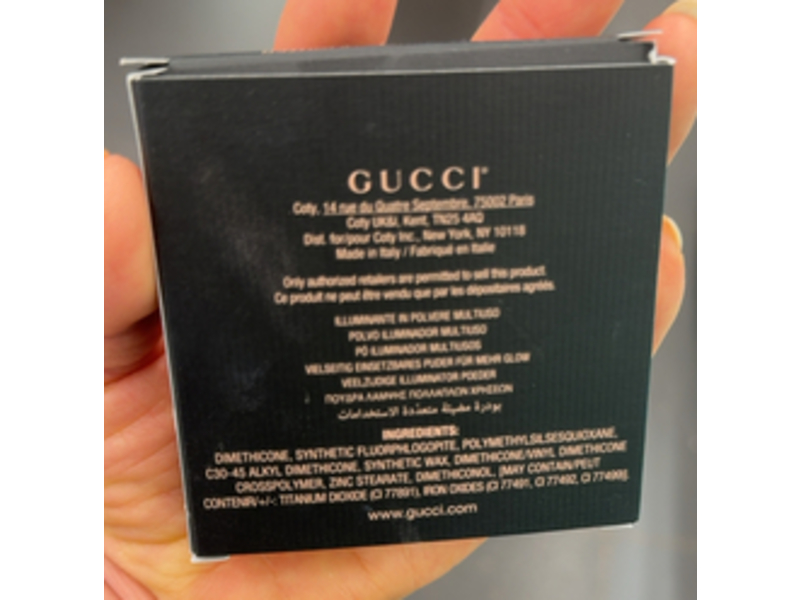 GUCCI®
Coty, 14 rue du Quatre Septembre, 75002 Paris
Coty UK&I, Kent, TN25 4AQ
Dist. for/pour Coty Inc., New York, NY 10118
Made in Italy / Fabriqué en Italie
Only authorized retailers are permitted to sell this product.
Ce produit ne peut être vendu que par les dépositaires agréés.
ILLUMINANTE IN POLVERE MULTIUSO
POLVO ILUMINADOR MULTIUSO
PÓ ILUMINADOR MULTIUSOS
VIELSEITIG EINSETZBARES PUDER FÜR MEHR GLOW
VEELZIJDIGE ILLUMINATOR POEDER
ΠΟΥΔΡΑ ΛΑΜΨΗΣ ΠΟΛΛΑΠΛΩΝ ΧΡΗΣΕΩΝ
بودرة مضيئة متعددة الاستخدامات
INGREDIENTS:
DIMETHICONE, SYNTHETIC FLUORPHLOGOPITE, POLYMETHYLSILSESQUIOXANE,
C30-45 ALKYL DIMETHICONE, SYNTHETIC WAX, DIMETHICONE/VINYL DIMETHICONE
CROSSPOLYMER, ZINC STEARATE, DIMETHICONOL, [MAY CONTAIN/PEUT
CONTENIR/+/-: TITANIUM DIOXIDE (CI 77891), IRON OXIDES (CI 77491, CI 77492, CI 77499)].
www.gucci.com